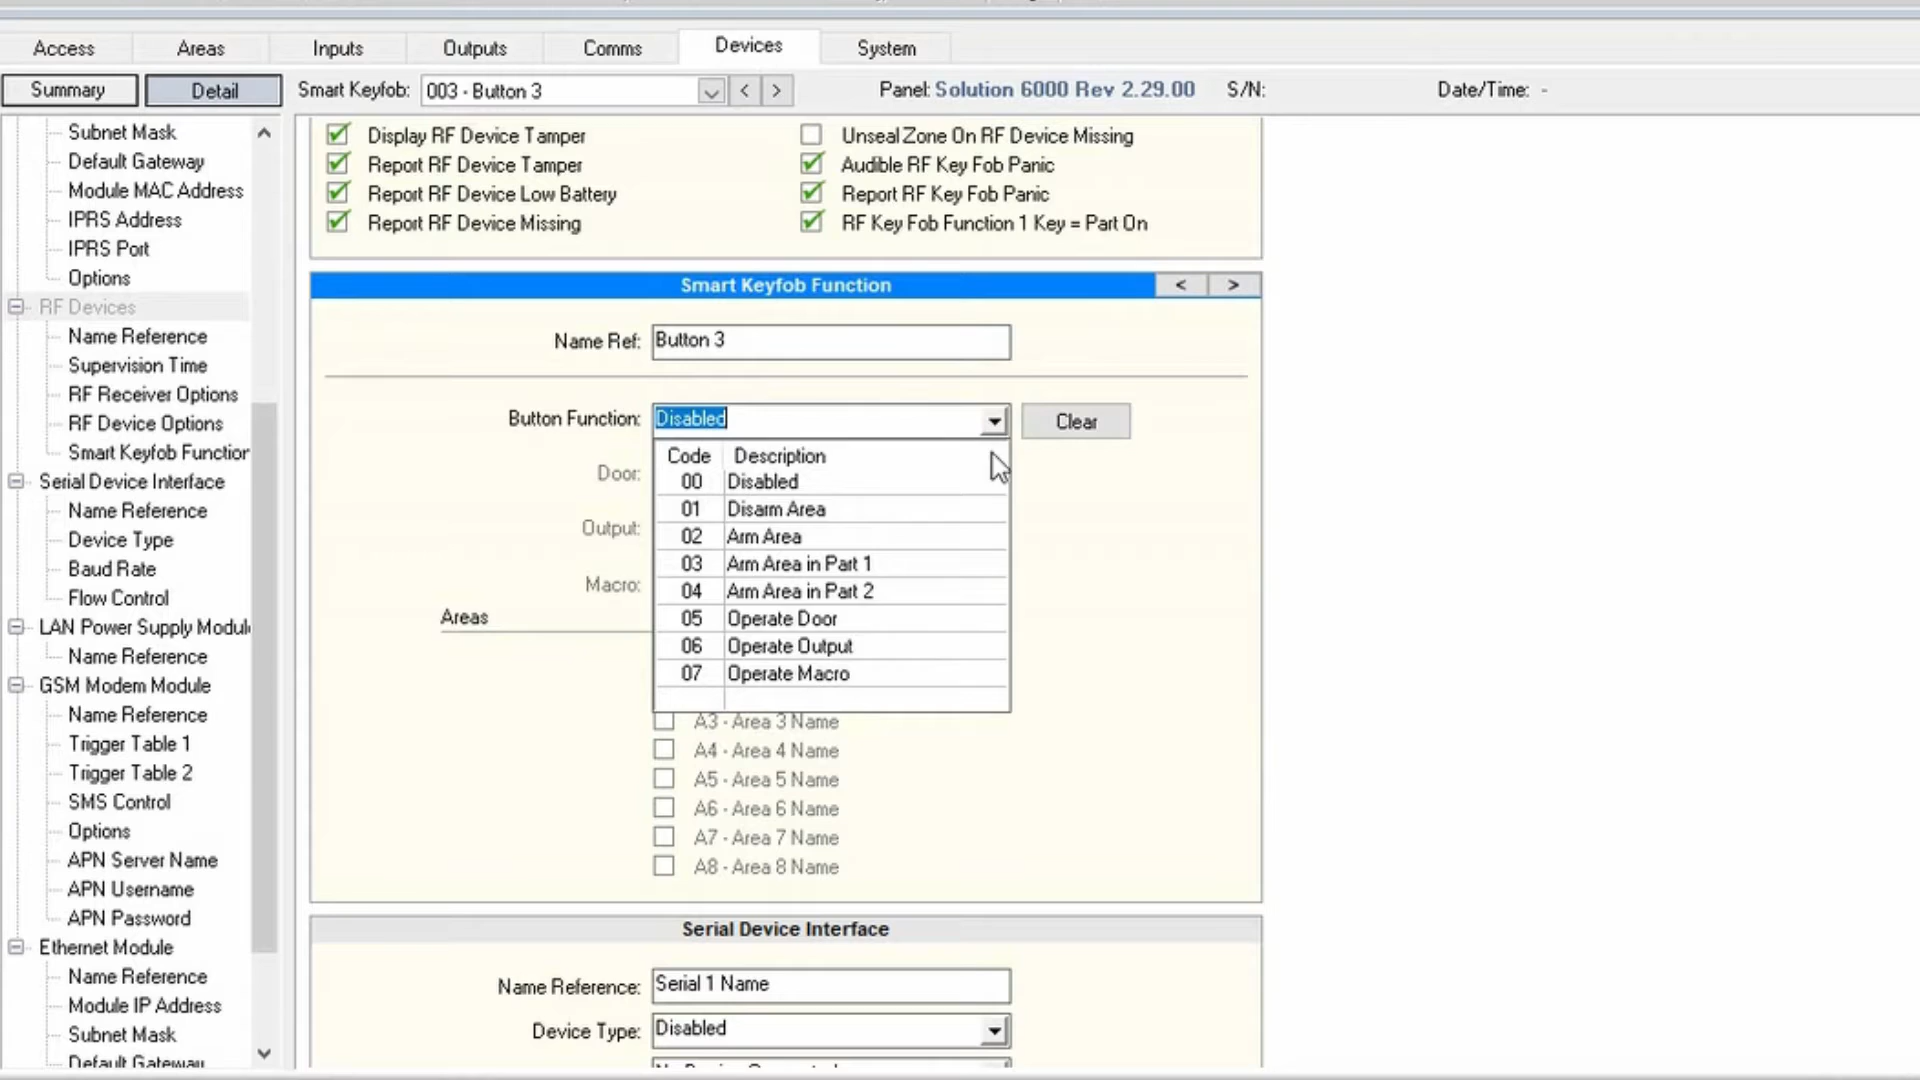 Access Areas Inputs Outputs Comms Devices System
Summary Detail Smart Keyfob: 003 - Button 3 < > Panel: Solution 6000 Rev 2.29.00 S/N: Date/Time: -
Subnet Mask
Default Gateway
Module MAC Address
IPRS Address
IPRS Port
Options
RF Devices
Name Reference
Supervision Time
RF Receiver Options
RF Device Options
Smart Keyfob Function
Serial Device Interface
Name Reference
Device Type
Baud Rate
Flow Control
LAN Power Supply Modul
Name Reference
GSM Modem Module
Name Reference
Trigger Table 1
Trigger Table 2
SMS Control
Options
APN Server Name
APN Username
APN Password
Ethernet Module
Name Reference
Module IP Address
Subnet Mask
Default Gateway
Display RF Device Tamper
Report RF Device Tamper
Report RF Device Low Battery
Report RF Device Missing
Unseal Zone On RF Device Missing
Audible RF Key Fob Panic
Report RF Key Fob Panic
RF Key Fob Function 1 Key = Part On
Smart Keyfob Function < >
Name Ref: Button 3
Button Function: Disabled Clear
Code Description
00 Disabled
01 Disarm Area
02 Arm Area
03 Arm Area in Part 1
04 Arm Area in Part 2
05 Operate Door
06 Operate Output
07 Operate Macro
Door:
Output:
Macro:
Areas
A3 - Area 3 Name
A4 - Area 4 Name
A5 - Area 5 Name
A6 - Area 6 Name
A7 - Area 7 Name
A8 - Area 8 Name
Serial Device Interface
Name Reference: Serial 1 Name
Device Type: Disabled